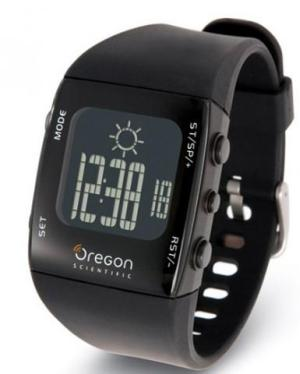 MODE
ST/SP/+
12:38 18
SET
RST/-
Oregon
SCIENTIFIC